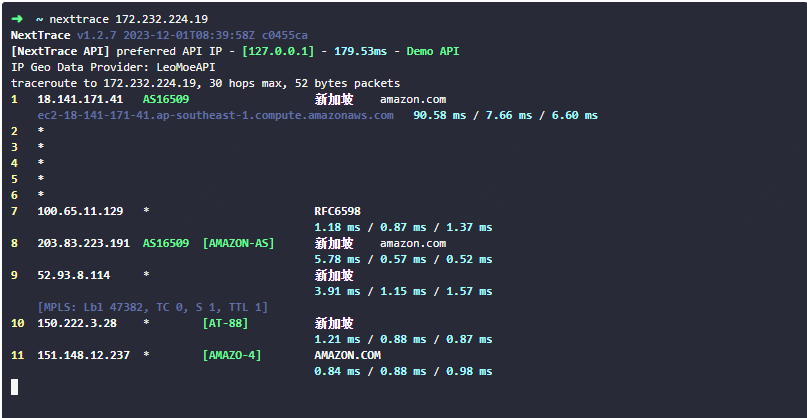 ➜ ~ nexttrace 172.232.224.19
NextTrace v1.2.7 2023-12-01T08:39:58Z c0455ca
[NextTrace API] preferred API IP - [127.0.0.1] - 179.53ms - Demo API
IP Geo Data Provider: LeoMoeAPI
traceroute to 172.232.224.19, 30 hops max, 52 bytes packets
1 18.141.171.41 AS16509 新加坡 amazon.com
ec2-18-141-171-41.ap-southeast-1.compute.amazonaws.com 90.58 ms / 7.66 ms / 6.60 ms
2 *
3 *
4 *
5 *
6 *
7 100.65.11.129 * RFC6598
1.18 ms / 0.87 ms / 1.37 ms
8 203.83.223.191 AS16509 [AMAZON-AS] 新加坡 amazon.com
5.78 ms / 0.57 ms / 0.52 ms
9 52.93.8.114 * 新加坡
3.91 ms / 1.15 ms / 1.57 ms
[MPLS: Lbl 47382, TC 0, S 1, TTL 1]
10 150.222.3.28 * [AT-88] 新加坡
1.21 ms / 0.88 ms / 0.87 ms
11 151.148.12.237 * [AMAZO-4] AMAZON.COM
0.84 ms / 0.88 ms / 0.98 ms